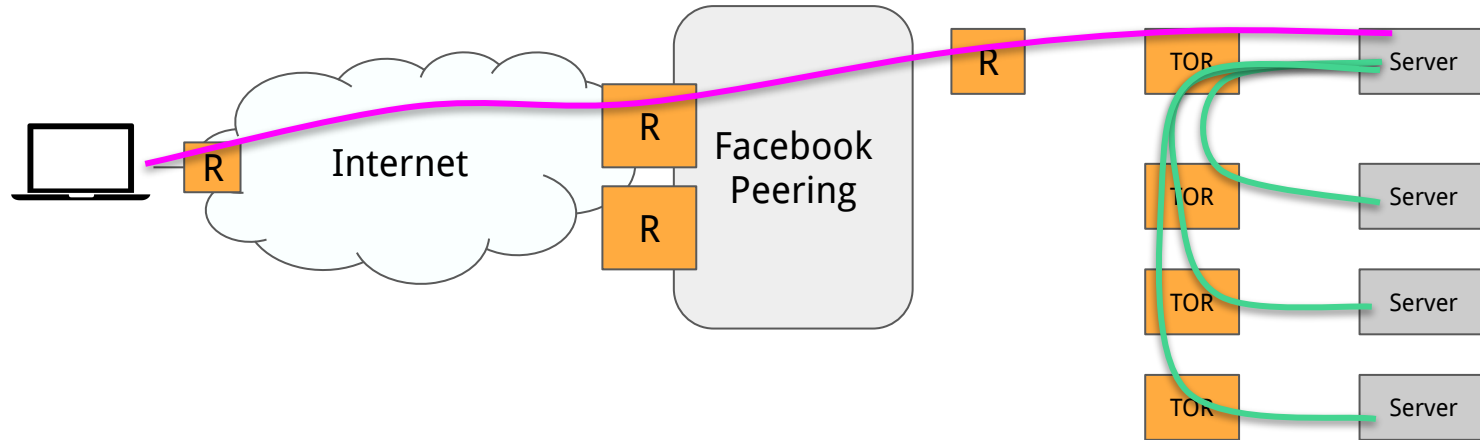 R
TOR
Server
R
Facebook
Peering
Internet
R
TOR
Server
R
TOR
Server
TOR
Server